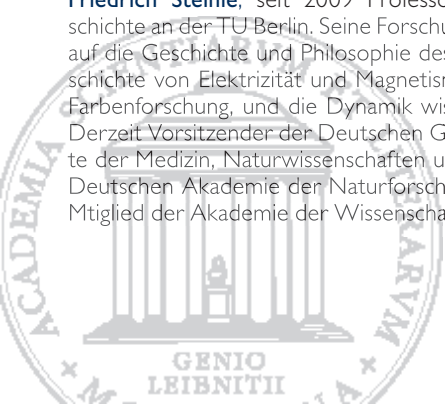 Friedrich Steinle, seit 2009 Profess
schichte an der TU Berlin. Seine Forschu
auf die Geschichte und Philosophie des
schichte von Elektrizität und Magnetism
Farbenforschung, und die Dynamik wis
Derzeit Vorsitzender der Deutschen G
te der Medizin, Naturwissenschaften u
Deutschen Akademie der Naturforsch
Mtiglied der Akademie der Wissenscha
ACADEMIA
GENIO
LEIBNITII